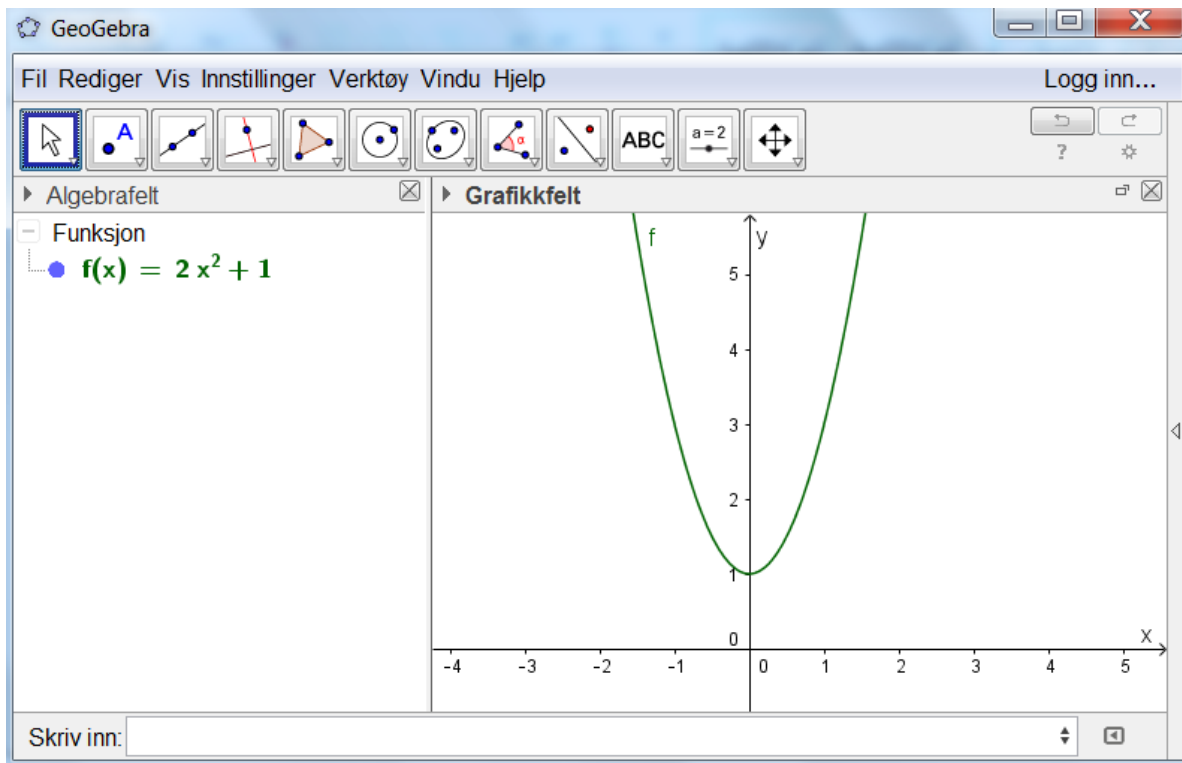 GeoGebra
Fil Rediger Vis Innstillinger Verktøy Vindu Hjelp
Logg inn...
A
α
ABC
a=2
?
Algebrafelt
Grafikkfelt
Funksjon
f(x) = 2 x² + 1
f
y
5
4
3
2
1
0
x
-4 -3 -2 -1 0 1 2 3 4 5
Skriv inn: